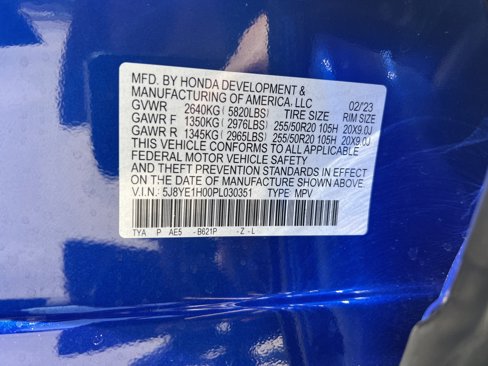 MFD. BY HONDA DEVELOPMENT &
MANUFACTURING OF AMERICA, LLC 02/23
GVWR 2640KG (5820LBS) TIRE SIZE RIM SIZE
GAWR F 1350KG (2976LBS) 255/50R20 105H 20X9.0J
GAWR R 1345KG (2965LBS) 255/50R20 105H 20X9.0J
THIS VEHICLE CONFORMS TO ALL APPLICABLE
FEDERAL MOTOR VEHICLE SAFETY
AND THEFT PREVENTION STANDARDS IN EFFECT
ON THE DATE OF MANUFACTURE SHOWN ABOVE.
V.I.N.: 5J8YE1H00PL030351 TYPE: MPV
TYA P AE5 -B621P -Z-L